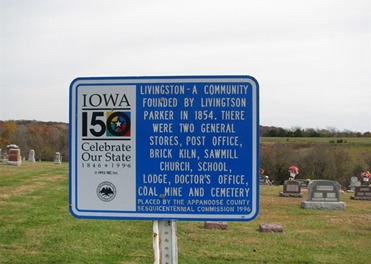 IOWA
150
Celebrate
Our State
1846 ★ 1996
LIVINGSTON-A COMMUNITY
FOUNDED BY LIVINGTSON
PARKER IN 1854. THERE
WERE TWO GENERAL
STORES, POST OFFICE,
BRICK KILN, SAWMILL
CHURCH, SCHOOL,
LODGE, DOCTOR'S OFFICE,
COAL MINE AND CEMETERY
PLACED BY THE APPANOOSE COUNTY
SESQUICENTENNIAL COMMISSION 1996